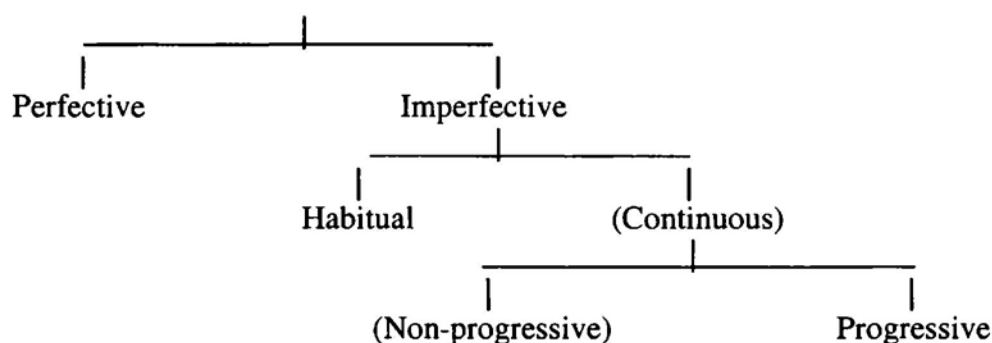 Perfective Imperfective
Habitual (Continuous)
(Non-progressive) Progressive